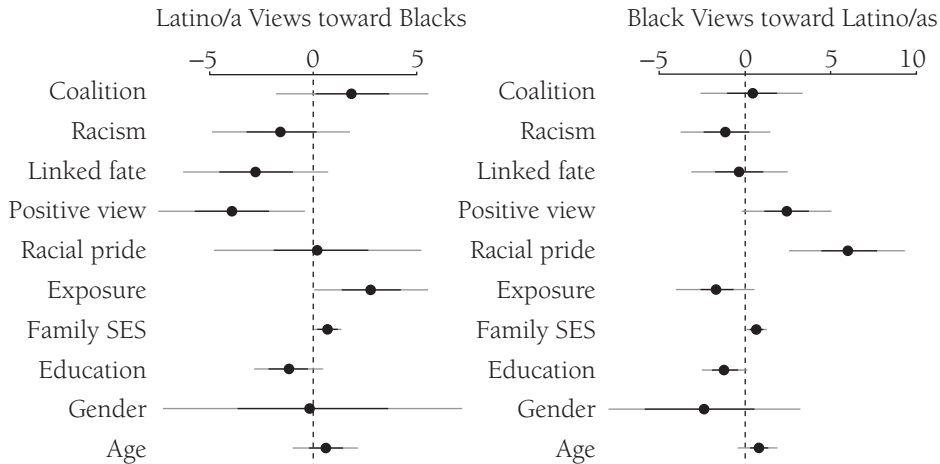 Latino/a Views toward Blacks
−5 0 5
Coalition
Racism
Linked fate
Positive view
Racial pride
Exposure
Family SES
Education
Gender
Age
Black Views toward Latino/as
−5 0 5 10
Coalition
Racism
Linked fate
Positive view
Racial pride
Exposure
Family SES
Education
Gender
Age